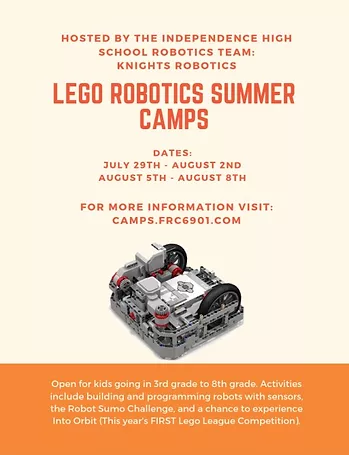 HOSTED BY THE INDEPENDENCE HIGH
SCHOOL ROBOTICS TEAM:
KNIGHTS ROBOTICS
LEGO ROBOTICS SUMMER
CAMPS
DATES:
JULY 29TH - AUGUST 2ND
AUGUST 5TH - AUGUST 8TH
FOR MORE INFORMATION VISIT:
CAMPS.FRC6901.COM
Open for kids going in 3rd grade to 8th grade. Activities
include building and programming robots with sensors,
the Robot Sumo Challenge, and a chance to experience
Into Orbit (This year's FIRST Lego League Competition).